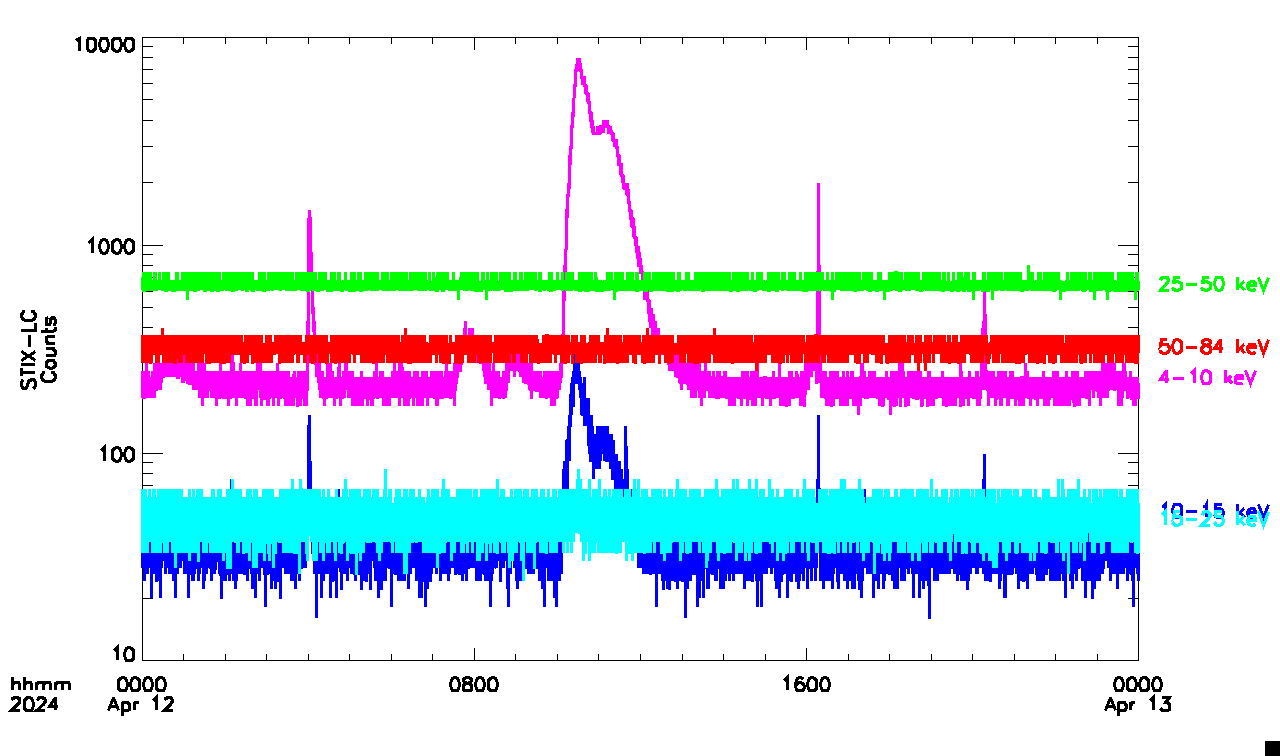 10000
1000
100
10
STIX-LC
Counts
25-50 keV
50-84 keV
4-10 keV
10-15 keV
15-25 keV
hhmm 0000 0800 1600 0000
2024 Apr 12 Apr 13